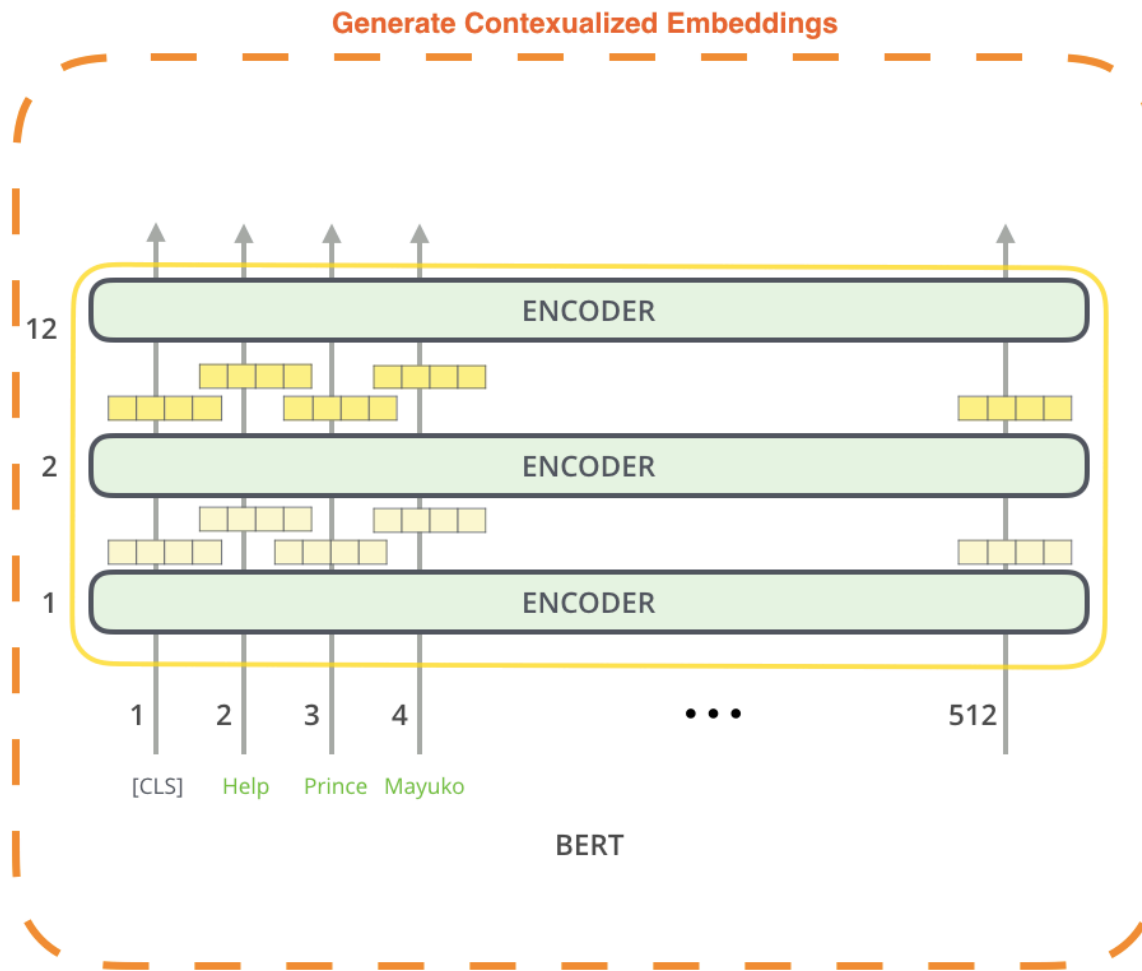 Generate Contexualized Embeddings
ENCODER
12
2
ENCODER
1
ENCODER
1 2 3 4 ••• 512
[CLS] Help Prince Mayuko
BERT